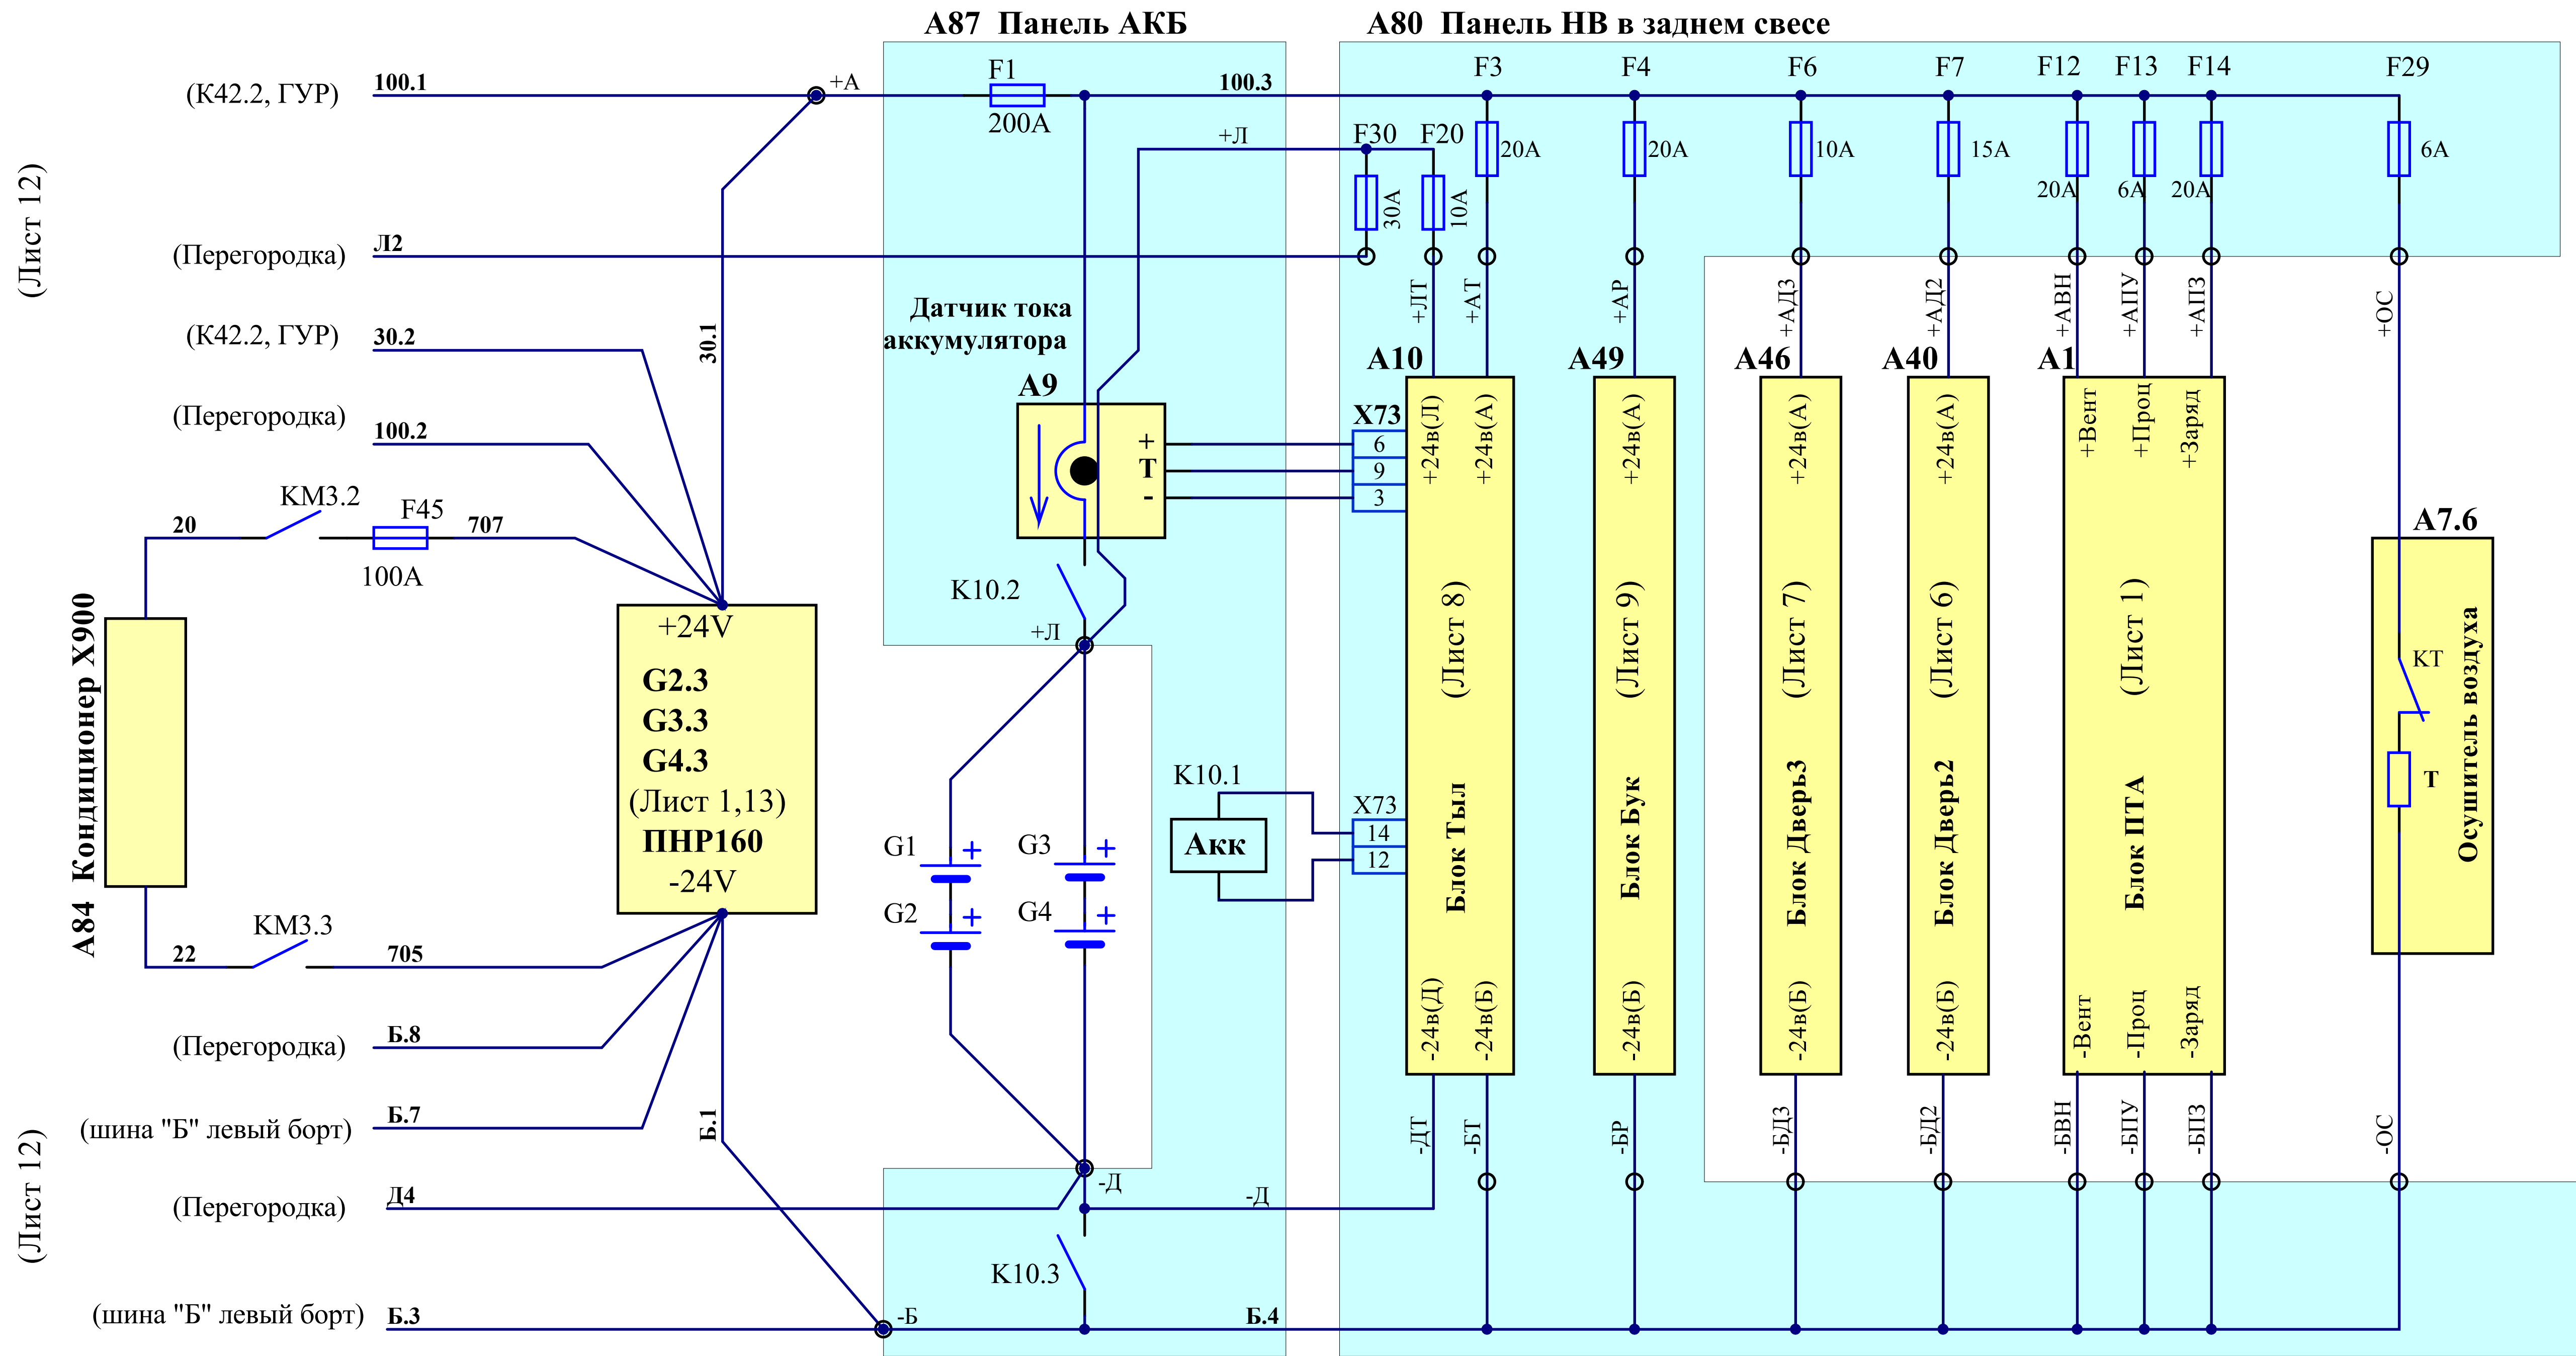 А87 Панель АКБ
А80 Панель НВ в заднем свесе
(К42.2, ГУР)
100.1
+А
F1
200А
100.3
F3
F4
F6
F7
F12
F13
F14
F29
+Л
F30
F20
20А
20А
10А
15А
20А
6А
20А
6А
30А
10А
(Лист 12)
(Перегородка)
Л2
(К42.2, ГУР)
30.2
30.1
(Перегородка)
100.2
KM3.2
F45
20
707
100А
А84 Кондиционер Х900
+24V
G2.3
G3.3
G4.3
(Лист 1,13)
ПНР160
-24V
KM3.3
22
705
(Перегородка)
Б.8
(шина "Б" левый борт)
Б.7
Б.1
(Лист 12)
(Перегородка)
Д4
(шина "Б" левый борт)
Б.3
-Б
Б.4
Датчик тока
аккумулятора
А9
+
Т
-
К10.2
+Л
G1
+
G3
+
G2
+
G4
+
-Д
-Д
К10.3
К10.1
Акк
Х73
6
9
3
Х73
14
12
+ЛТ
+АТ
+АР
+АД3
+АД2
+АВН
+АПУ
+АПЗ
+ОС
А10
+24в(Л)
+24в(А)
(Лист 8)
Блок Тыл
-24в(Д)
-24в(Б)
А49
+24в(А)
(Лист 9)
Блок Бук
-24в(Б)
А46
+24в(А)
(Лист 7)
Блок Дверь3
-24в(Б)
А40
+24в(А)
(Лист 6)
Блок Дверь2
-24в(Б)
А1
+Вент
+Проц
+Заряд
(Лист 1)
Блок ПТА
-Вент
-Проц
-Заряд
А7.6
КТ
Т
Осушитель воздуха
-ДТ
-БТ
-БР
-БД3
-БД2
-БВН
-БПУ
-БПЗ
-ОС